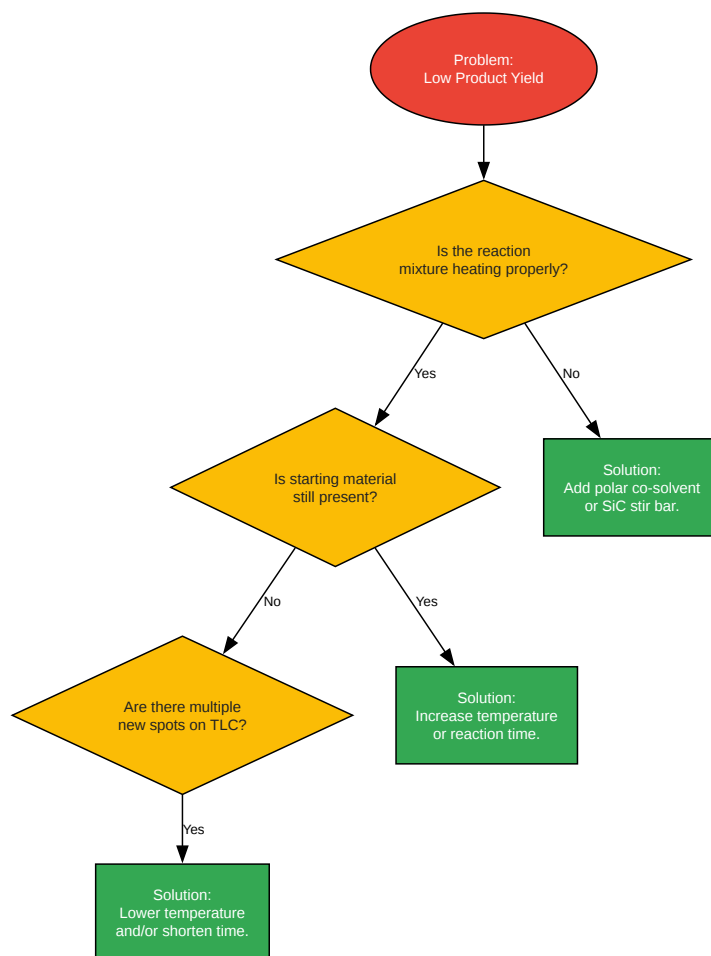 Problem:
Low Product Yield
Is the reaction
mixture heating properly?
Yes
No
Is starting material
still present?
Solution:
Add polar co-solvent
or SiC stir bar.
No
Yes
Are there multiple
new spots on TLC?
Solution:
Increase temperature
or reaction time.
Yes
Solution:
Lower temperature
and/or shorten time.